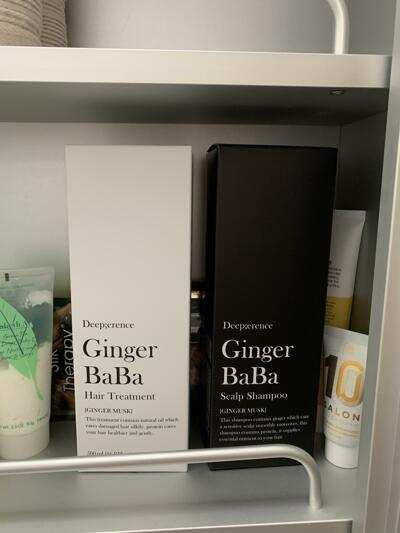 Deep;erence
Ginger
BaBa
Hair Treatment
[GINGER MUSK]
This treatment contains natural oil which
cares damaged hair silkily, protein cares
your hair healthier and gently.
500 ml
Deep;erence
Ginger
BaBa
Scalp Shampoo
[GINGER MUSK]
This shampoo contains ginger which care
a sensitive scalp smoothly moreover, this
shampoo contains protein, it supplies
essential nutrient to your hair
Therapy
10
SALON